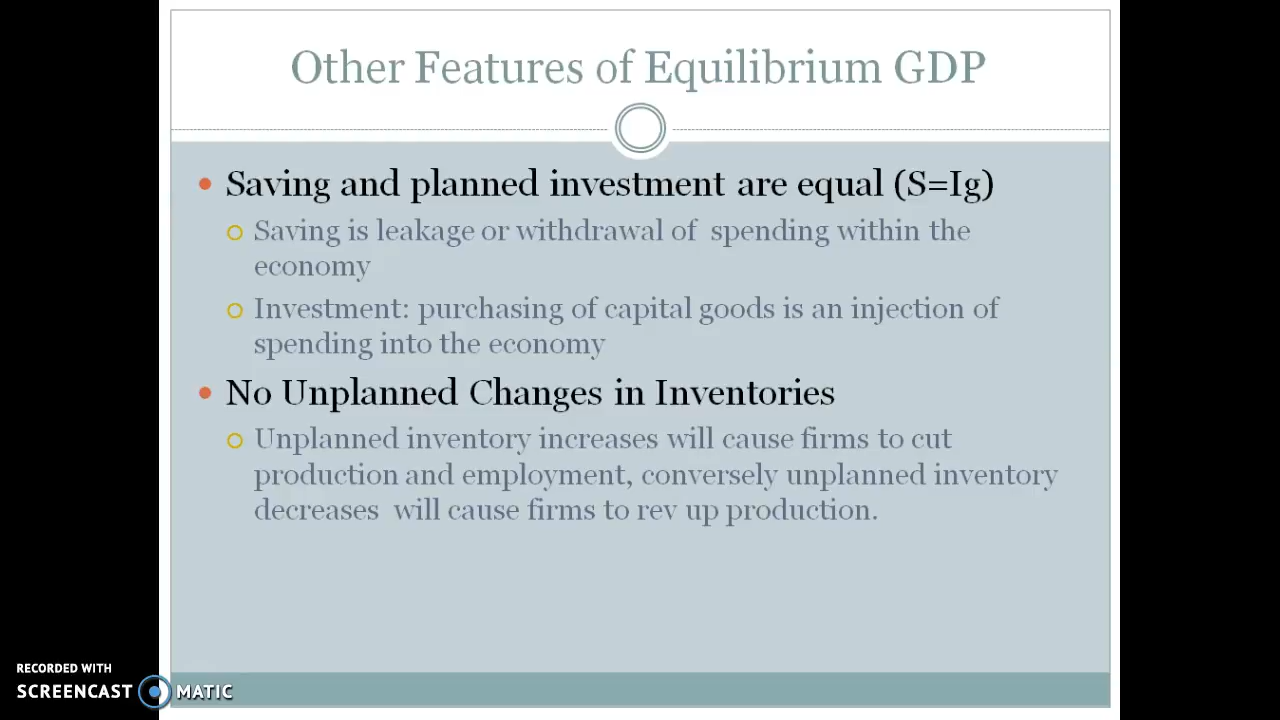 Other Features of Equilibrium GDP
Saving and planned investment are equal (S=Ig)
Saving is leakage or withdrawal of spending within the
economy
Investment: purchasing of capital goods is an injection of
spending into the economy
No Unplanned Changes in Inventories
Unplanned inventory increases will cause firms to cut
production and employment, conversely unplanned inventory
decreases will cause firms to rev up production.
RECORDED WITH
SCREENCAST MATIC